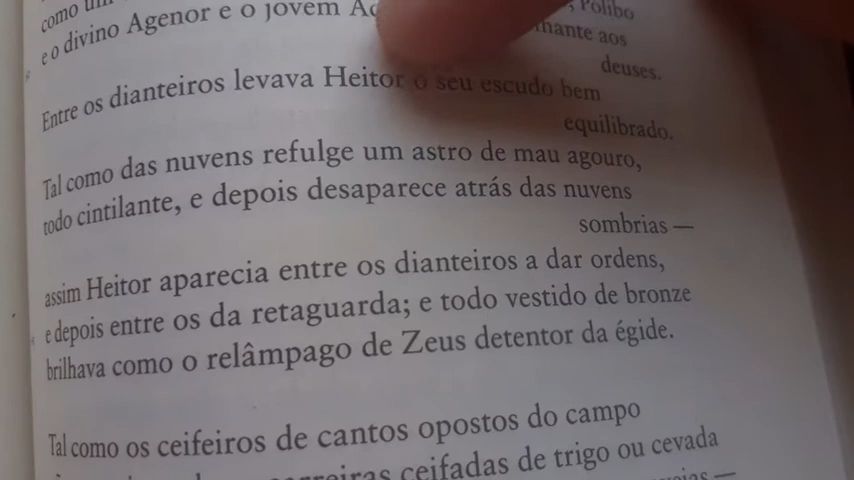 como um
e o divino Agenor e o jovem Polibo
aos
deuses.
Entre os dianteiros levava Heitor o seu escudo bem
equilibrado.
Tal como das nuvens refulge um astro de mau agouro,
todo cintilante, e depois desaparece atrás das nuvens
sombrias —
assim Heitor aparecia entre os dianteiros a dar ordens,
e depois entre os da retaguarda; e todo vestido de bronze
brilhava como o relâmpago de Zeus detentor da égide.
Tal como os ceifeiros de cantos opostos do campo
ceifadas de trigo ou cevada